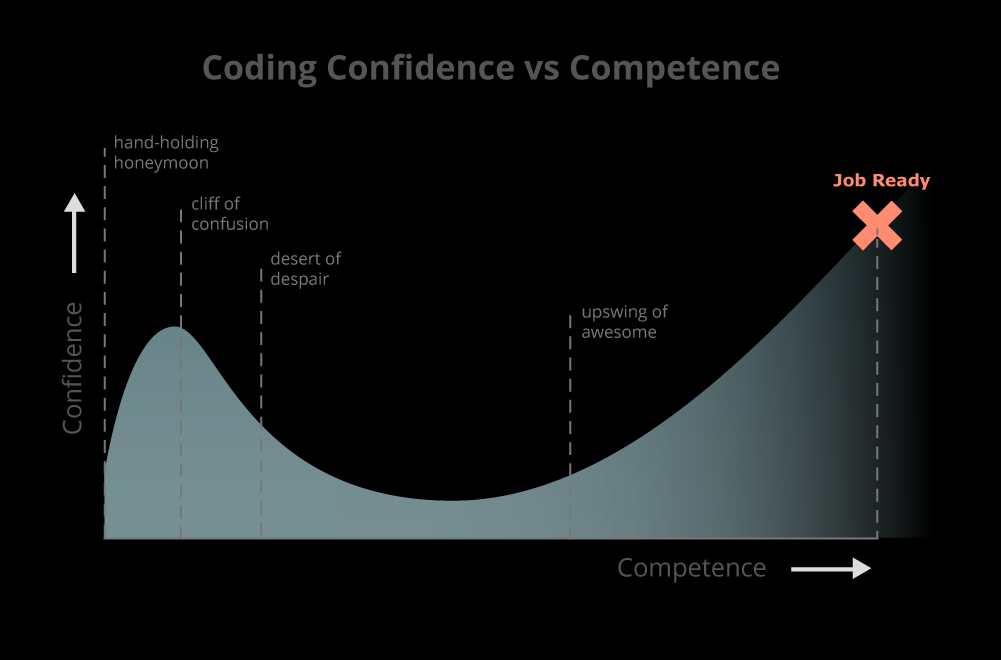 Coding Confidence vs Competence
hand-holding
honeymoon
cliff of
confusion
desert of
despair
upswing of
awesome
Job Ready
Confidence
Competence